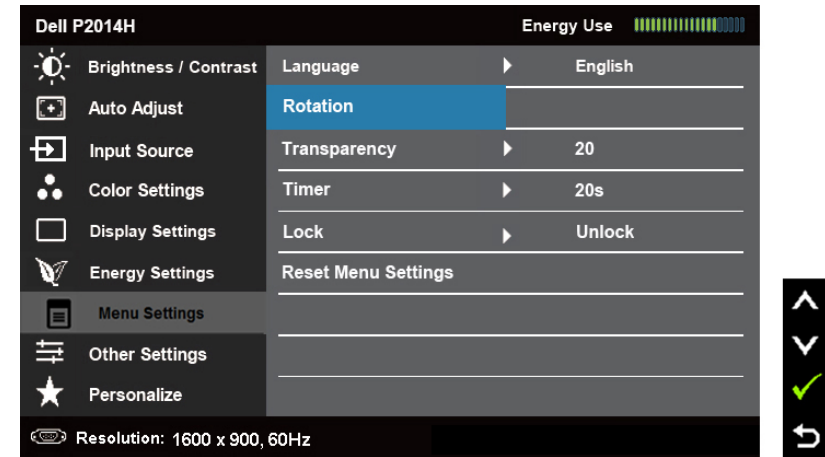 Dell P2014H Energy Use
Brightness / Contrast Language English
Auto Adjust Rotation
Input Source Transparency 20
Color Settings Timer 20s
Display Settings Lock Unlock
Energy Settings Reset Menu Settings
Menu Settings
Other Settings
Personalize
Resolution: 1600 x 900, 60Hz